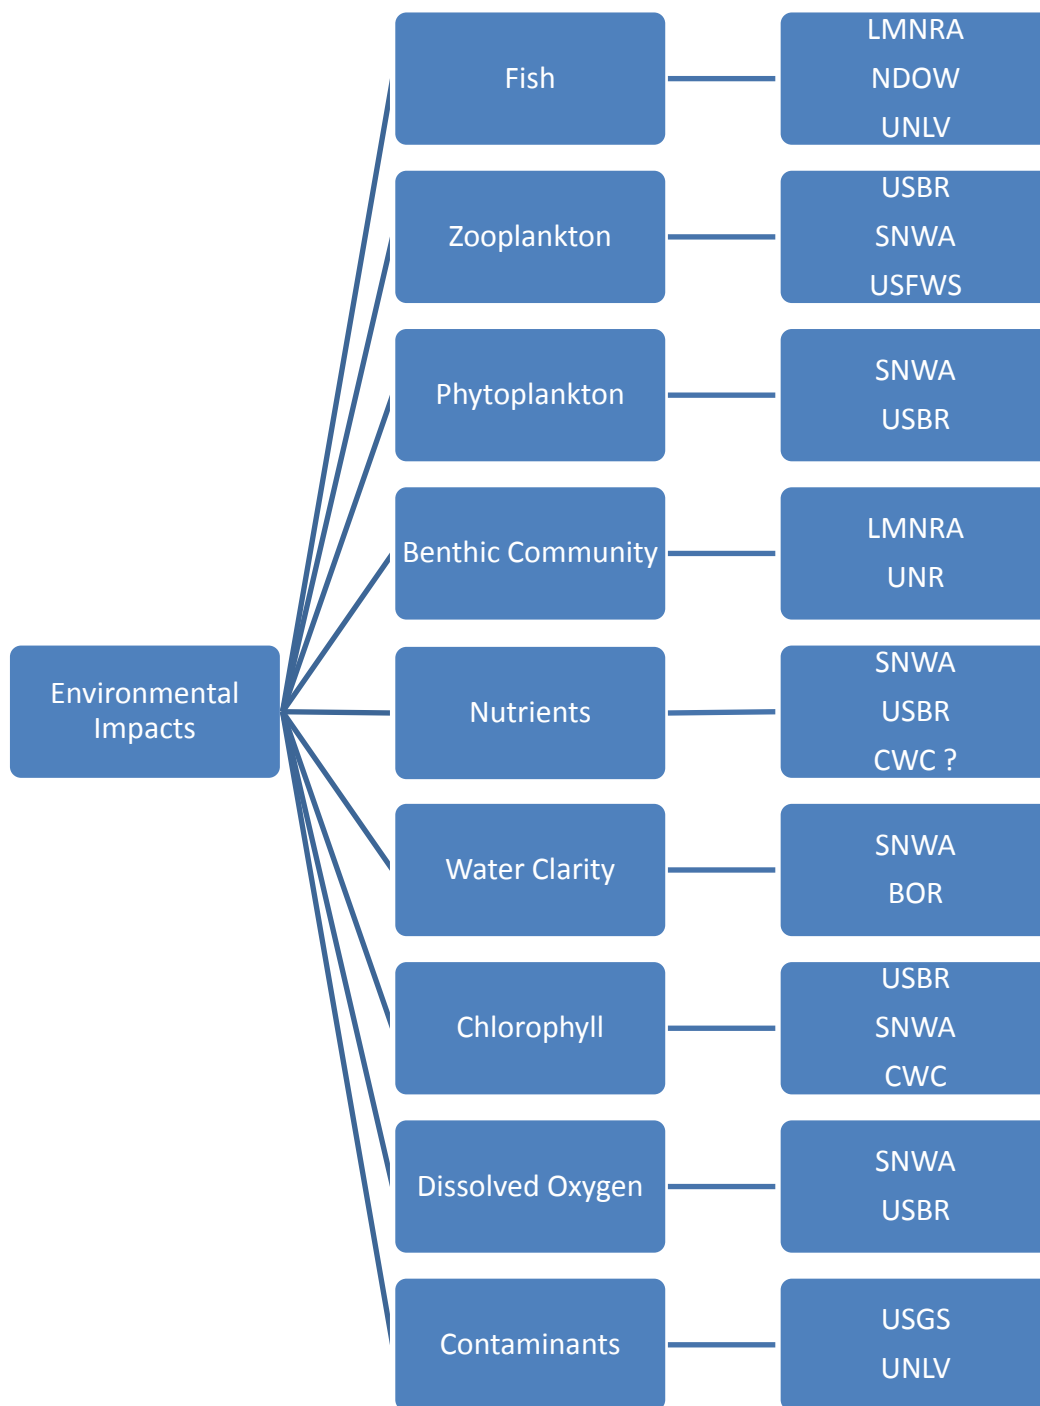 Environmental
Impacts
Fish
LMNRA
NDOW
UNLV
Zooplankton
USBR
SNWA
USFWS
Phytoplankton
SNWA
USBR
Benthic Community
LMNRA
UNR
Nutrients
SNWA
USBR
CWC ?
Water Clarity
SNWA
BOR
Chlorophyll
USBR
SNWA
CWC
Dissolved Oxygen
SNWA
USBR
Contaminants
USGS
UNLV